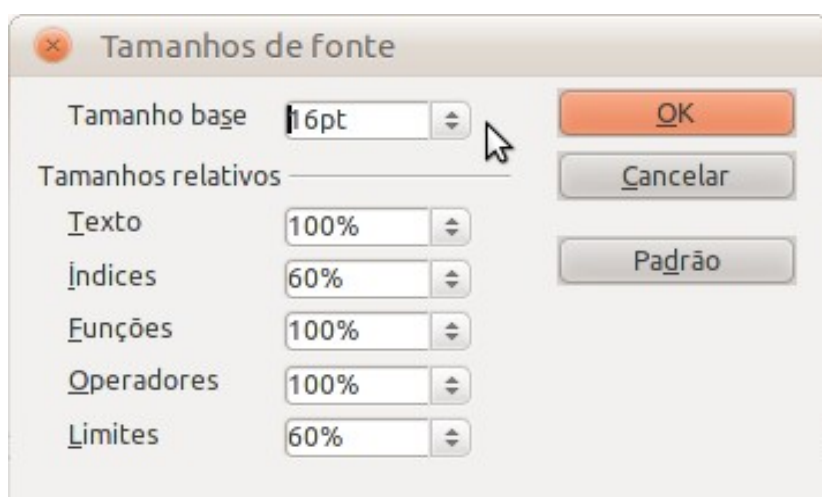 Tamanhos de fonte
Tamanho base 16pt
OK
Tamanhos relativos
Cancelar
Texto 100%
Padrão
Índices 60%
Funções 100%
Operadores 100%
Limites 60%